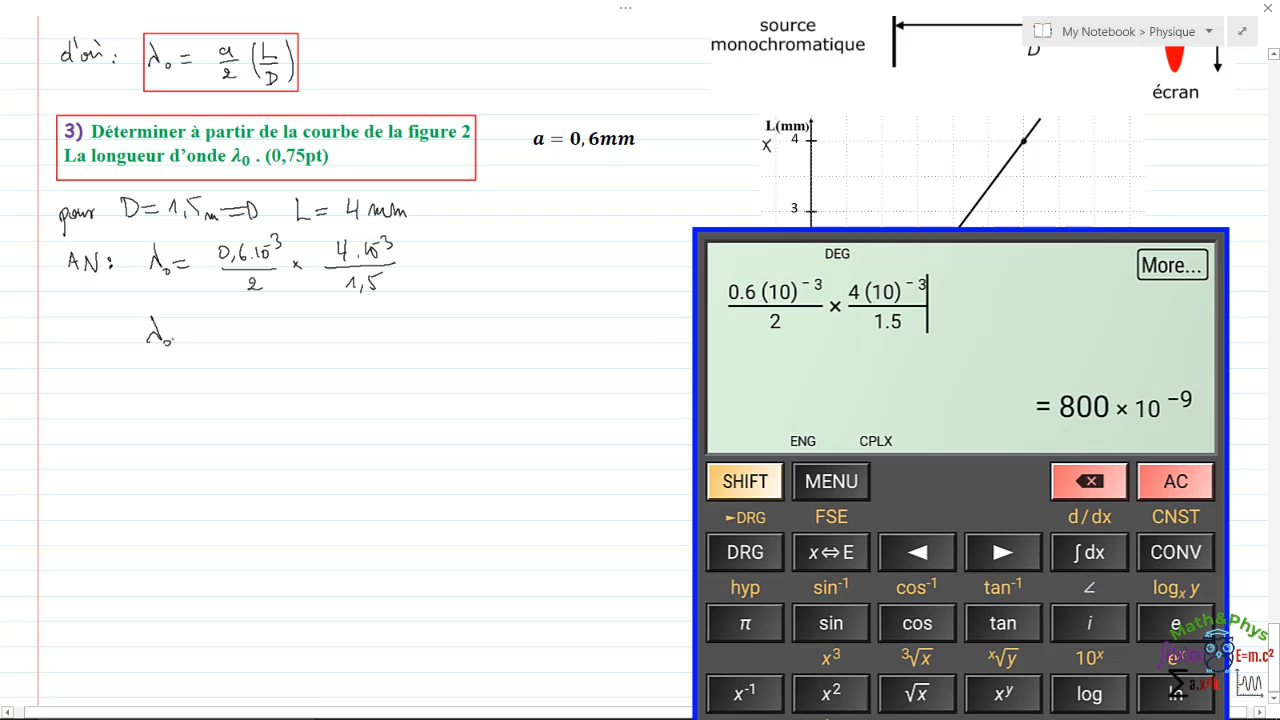 ...
d'où : λ₀ = a/2 (L/D)
3) Déterminer à partir de la courbe de la figure 2
La longueur d'onde λ₀ . (0,75pt)
a = 0,6mm
pour D = 1,5m ⇒ L = 4 mm
AN : λ₀ = 0,6.10⁻³/2 × 4.10⁻³/1,5
λ₀
source
monochromatique
D
écran
My Notebook > Physique
L(mm)
× 4
3
DEG
More...
0.6 (10)⁻³/2 × 4 (10)⁻³/1.5
= 800 × 10⁻⁹
ENG CPLX
SHIFT MENU AC
►DRG FSE d/dx CNST
DRG x⇔E ◄ ► ∫dx CONV
hyp sin⁻¹ cos⁻¹ tan⁻¹ ∠ logₓ y
π sin cos tan i e
x³ ³√x ˣ√y 10ˣ eˣ
x⁻¹ x² √x xʸ log ln
Math&Phys
E=m.c²